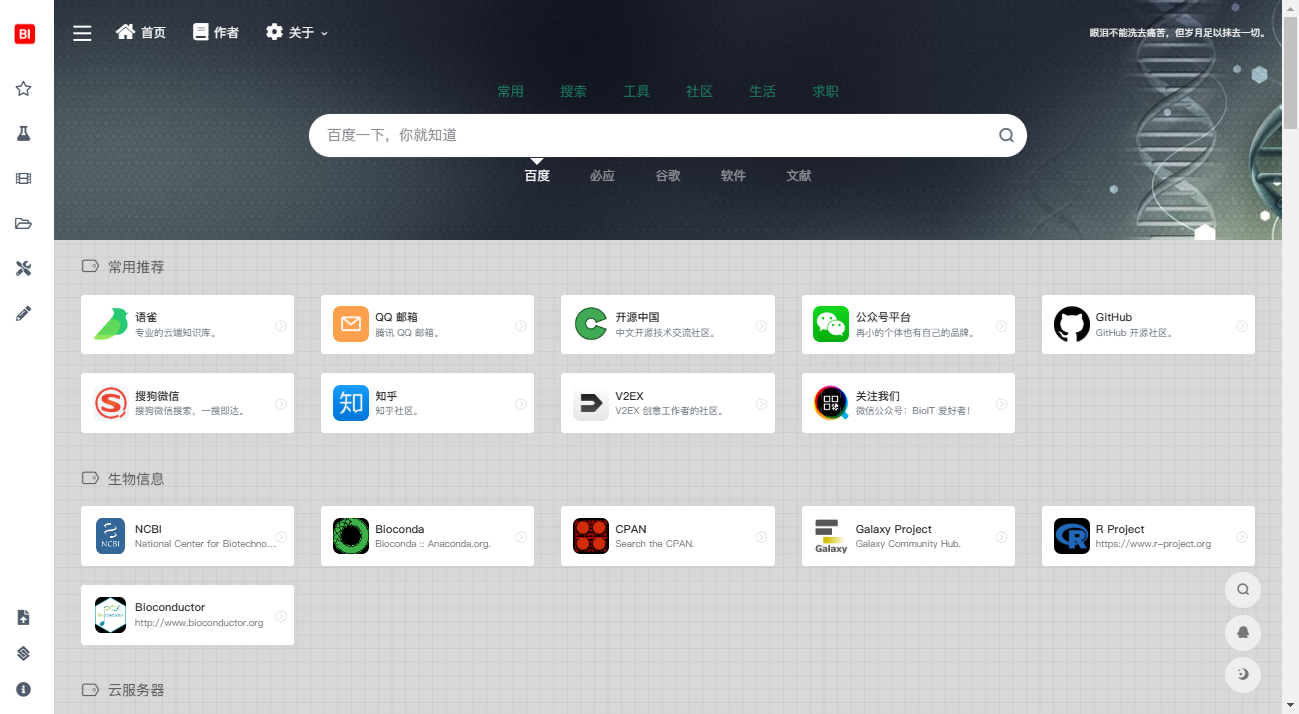 BI
首页 作者 关于
眼泪不能洗去痛苦，但岁月足以抹去一切。
常用 搜索 工具 社区 生活 求职
百度一下，你就知道
百度 必应 谷歌 软件 文献
常用推荐
语雀
专业的云端知识库。
QQ 邮箱
腾讯 QQ 邮箱。
开源中国
中文开源技术交流社区。
公众号平台
再小的个体也有自己的品牌。
GitHub
GitHub 开源社区。
搜狗微信
搜狗微信搜索，一搜即达。
知
知乎
知乎社区。
V2EX
V2EX 创意工作者的社区。
关注我们
微信公众号：BioIT 爱好者！
生物信息
NCBI
NCBI
National Center for Biotechno...
Bioconda
Bioconda :: Anaconda.org.
CPAN
Search the CPAN.
Galaxy
Galaxy Project
Galaxy Community Hub.
R
R Project
https://www.r-project.org
Bioconductor
http://www.bioconductor.org
云服务器